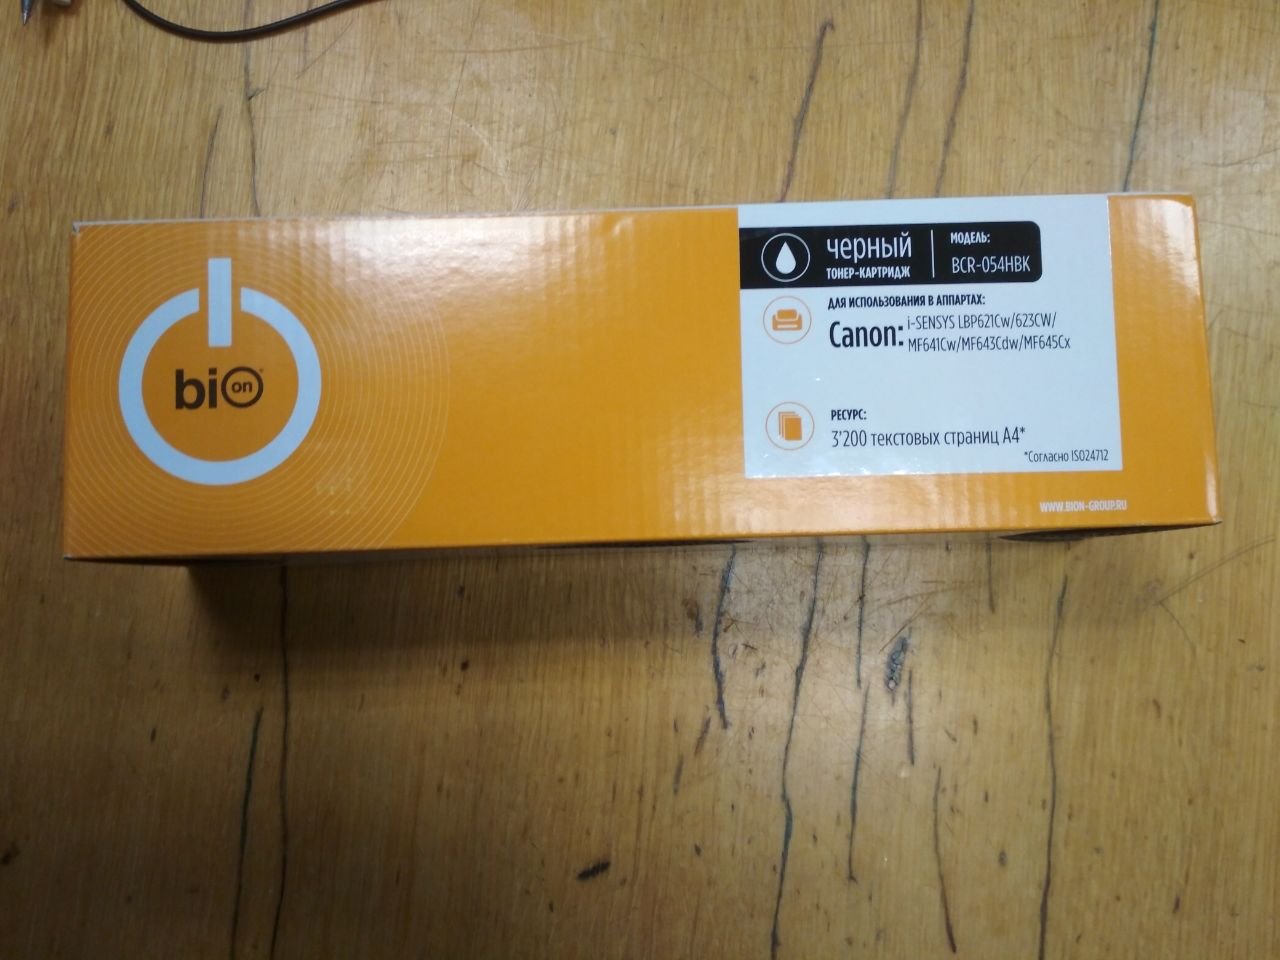 bion
черный
ТОНЕР-КАРТРИДЖ
МОДЕЛЬ:
BCR-054HBK
ДЛЯ ИСПОЛЬЗОВАНИЯ В АППАРТАХ:
Canon: i-SENSYS LBP621Cw/623CW/
MF641Cw/MF643Cdw/MF645Cx
РЕСУРС:
3'200 текстовых страниц А4*
*Согласно ISO24712
WWW.BION-GROUP.RU